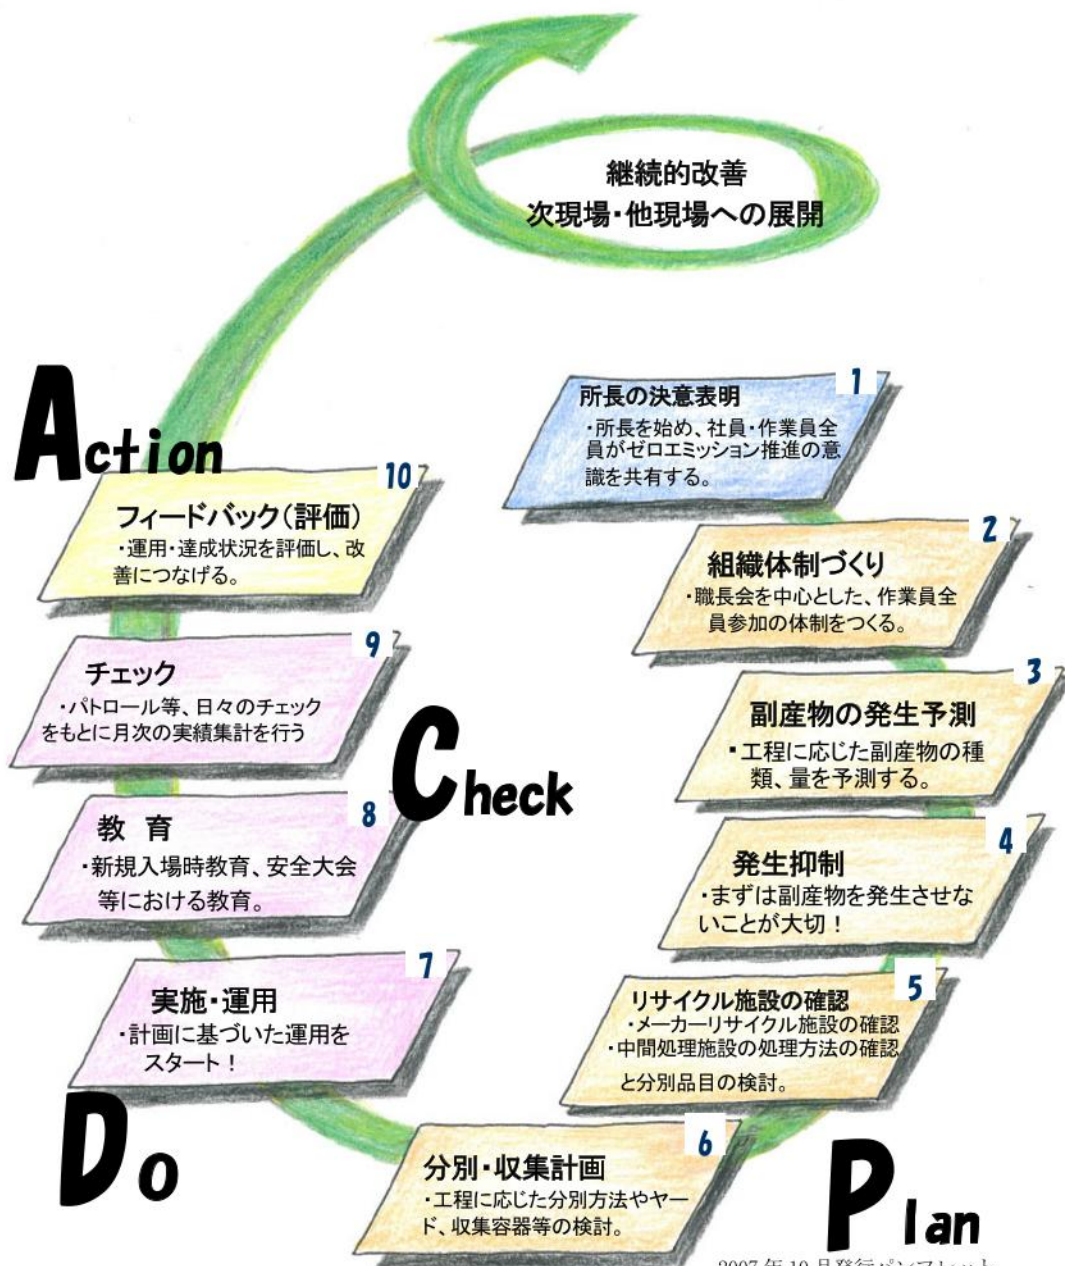 継続的改善
次現場・他現場への展開
Action
1
所長の決意表明
・所長を始め、社員・作業員全
員がゼロエミッション推進の意
識を共有する。
2
組織体制づくり
・職長会を中心とした、作業員全
員参加の体制をつくる。
3
副産物の発生予測
・工程に応じた副産物の種
類、量を予測する。
4
発生抑制
・まずは副産物を発生させな
いことが大切！
5
リサイクル施設の確認
・メーカーリサイクル施設の確認
・中間処理施設の処理方法の確認
と分別品目の検討。
6
分別・収集計画
・工程に応じた分別方法やヤー
ド、収集容器等の検討。
Plan
7
実施・運用
・計画に基づいた運用を
スタート！
Do
8
教 育
・新規入場時教育、安全大会
等における教育。
9
チェック
・パトロール等、日々のチェック
をもとに月次の実績集計を行う
Check
10
フィードバック（評価）
・運用・達成状況を評価し、改
善につなげる。
2007 年 10 月発行パンフレット